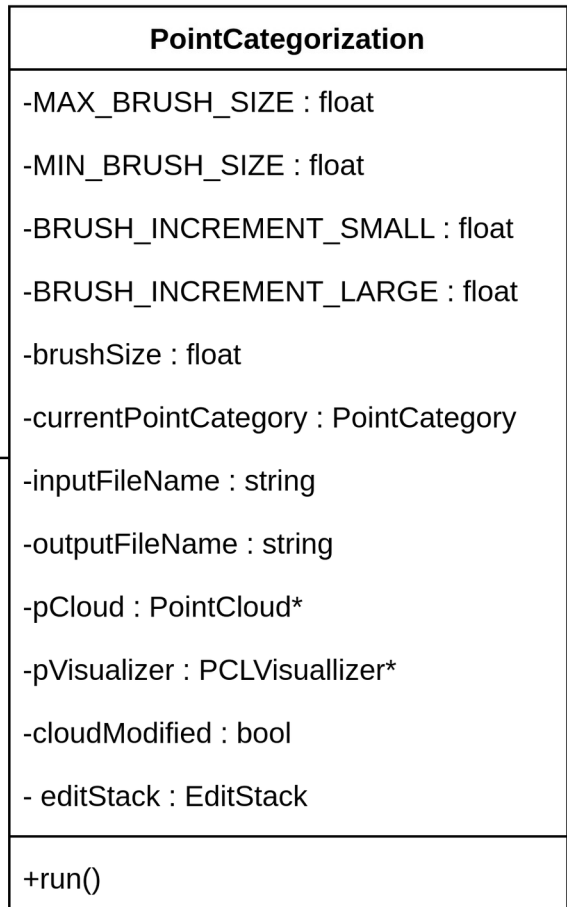 PointCategorization
-MAX_BRUSH_SIZE : float
-MIN_BRUSH_SIZE : float
-BRUSH_INCREMENT_SMALL : float
-BRUSH_INCREMENT_LARGE : float
-brushSize : float
-currentPointCategory : PointCategory
-inputFileName : string
-outputFileName : string
-pCloud : PointCloud*
-pVisualizer : PCLVisuallizer*
-cloudModified : bool
- editStack : EditStack
+run()